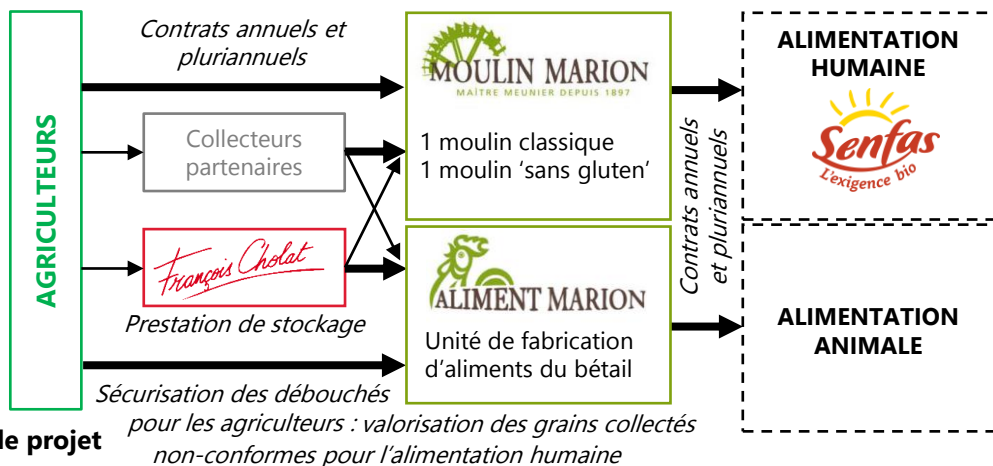 AGRICULTEURS
Contrats annuels et
pluriannuels
Collecteurs
partenaires
François Cholat
Prestation de stockage
Sécurisation des débouchés
pour les agriculteurs : valorisation des grains collectés
non-conformes pour l'alimentation humaine
le projet
MOULIN MARION
MAÎTRE MEUNIER DEPUIS 1897
1 moulin classique
1 moulin ‘sans gluten’
ALIMENT MARION
Unité de fabrication
d'aliments du bétail
Contrats annuels
et pluriannuels
ALIMENTATION
HUMAINE
Senfas
L'exigence bio
ALIMENTATION
ANIMALE